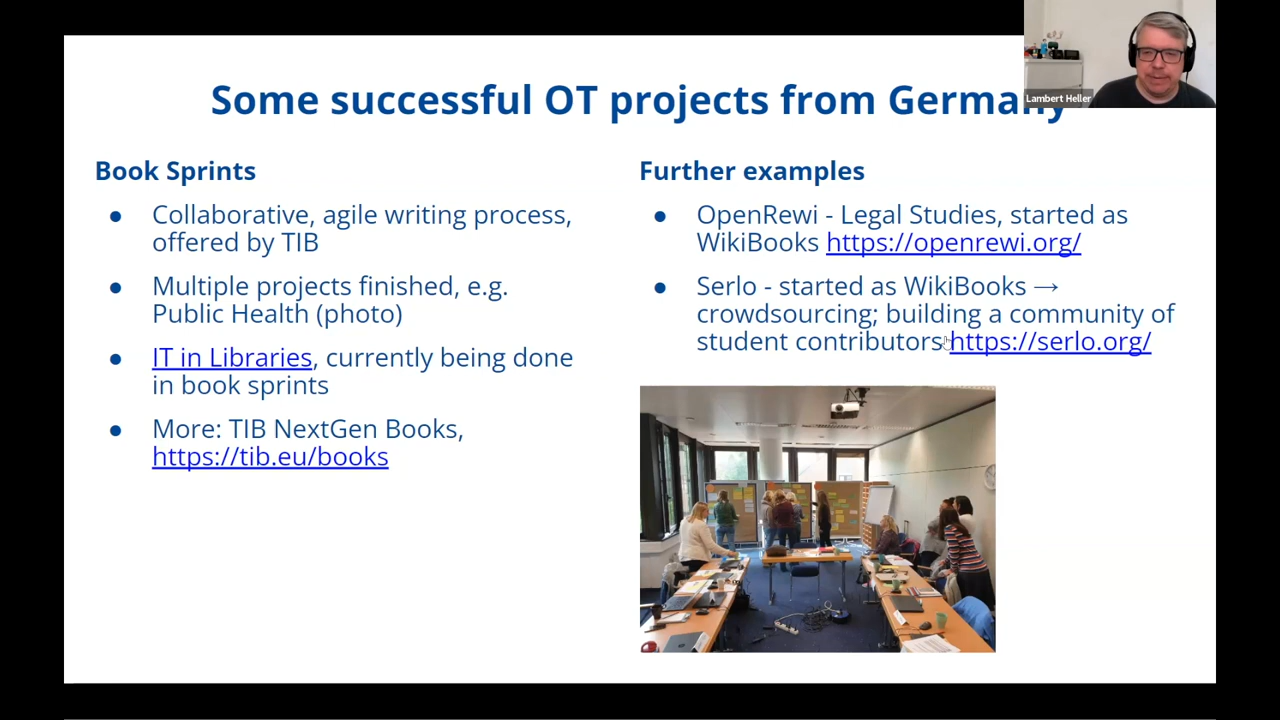 Some successful OT projects from Germany
Lambert Heller
Book Sprints
● Collaborative, agile writing process,
offered by TIB
● Multiple projects finished, e.g.
Public Health (photo)
● IT in Libraries, currently being done
in book sprints
● More: TIB NextGen Books,
https://tib.eu/books
Further examples
● OpenRewi - Legal Studies, started as
WikiBooks https://openrewi.org/
● Serlo - started as WikiBooks →
crowdsourcing; building a community of
student contributors https://serlo.org/